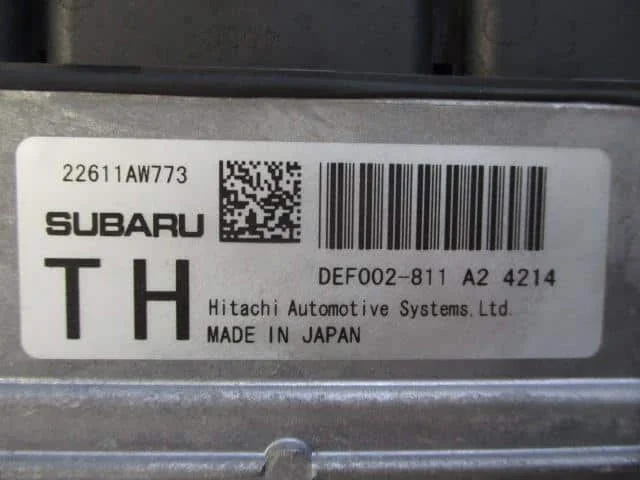 22611AW773
SUBARU
TH
DEF002-811 A2 4214
Hitachi Automotive Systems,Ltd.
MADE IN JAPAN